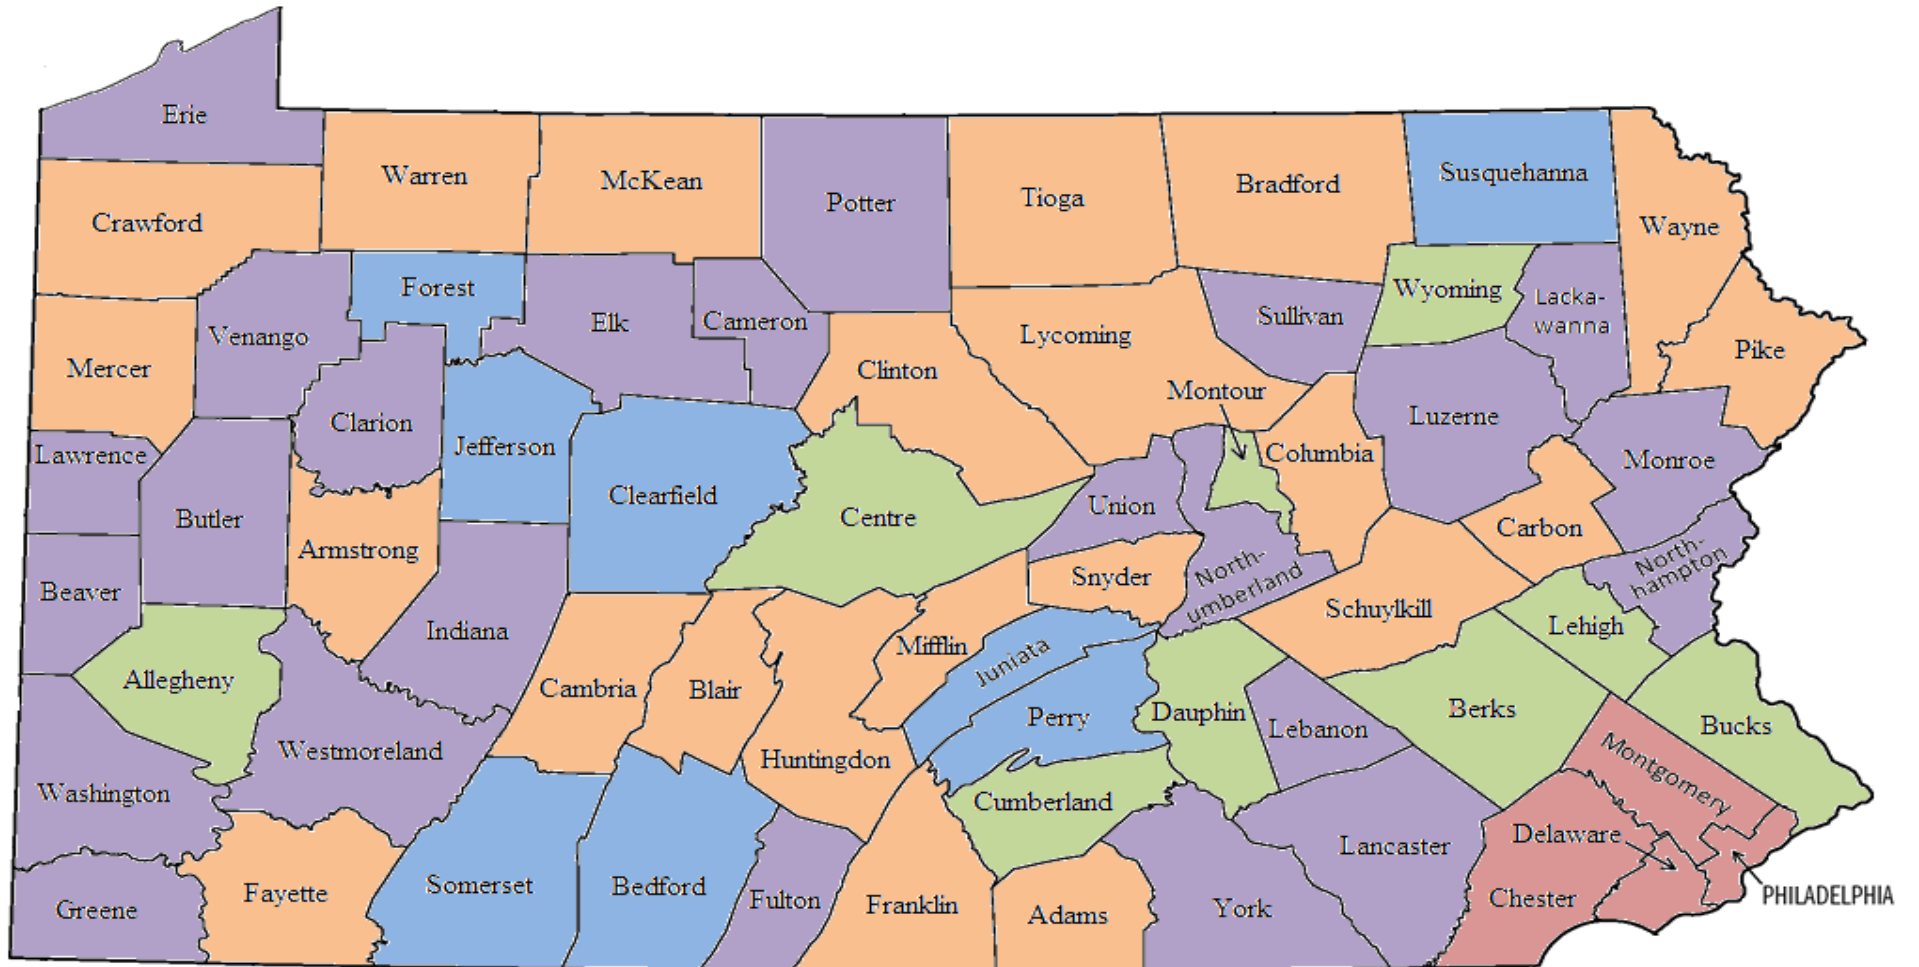 Erie
Warren
McKean
Potter
Tioga
Bradford
Susquehanna
Wayne
Crawford
Forest
Elk
Cameron
Venango
Mercer
Clarion
Clinton
Lycoming
Sullivan
Wyoming
Lacka-
wanna
Pike
Montour
Luzerne
Lawrence
Butler
Jefferson
Clearfield
Centre
Union
Columbia
Monroe
Carbon
Armstrong
Beaver
Indiana
Snyder
North-
umberland
Schuylkill
North-
hampton
Lehigh
Allegheny
Cambria
Blair
Mifflin
Juniata
Perry
Dauphin
Lebanon
Berks
Bucks
Westmoreland
Huntingdon
Washington
Cumberland
Montgomery
Delaware
Lancaster
Greene
Fayette
Somerset
Bedford
Fulton
Franklin
Adams
York
Chester
PHILADELPHIA